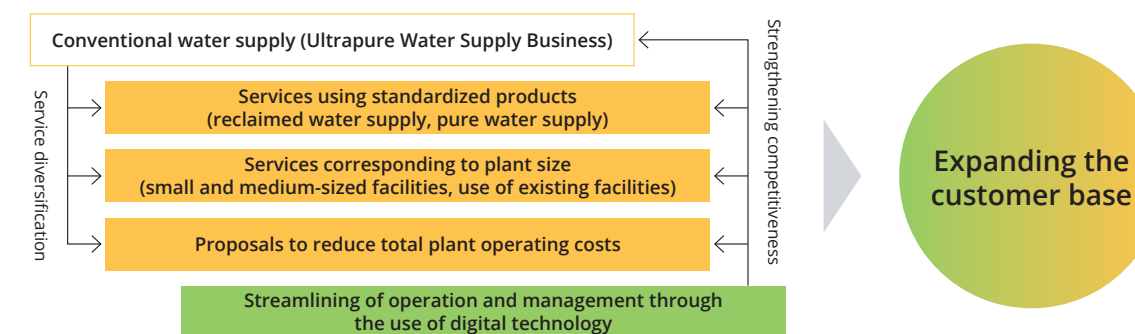 Conventional water supply (Ultrapure Water Supply Business)
Service diversification
Services using standardized products
(reclaimed water supply, pure water supply)
Services corresponding to plant size
(small and medium-sized facilities, use of existing facilities)
Proposals to reduce total plant operating costs
Streamlining of operation and management through
the use of digital technology
Strengthening competitiveness
Expanding the
customer base